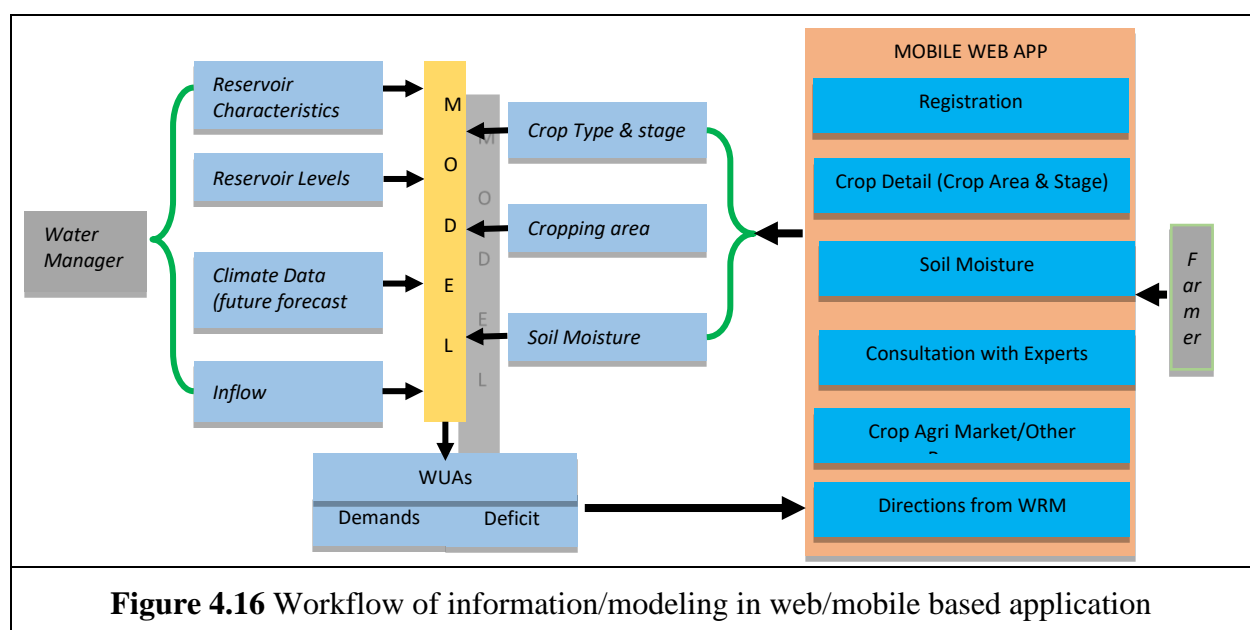 MOBILE WEB APP
Reservoir
Characteristics
Registration
Crop Type & stage
Reservoir Levels
Crop Detail (Crop Area & Stage)
Water
Manager
Cropping area
Climate Data
(future forecast
Soil Moisture
F
a
r
m
er
Soil Moisture
Consultation with Experts
Inflow
M
O
D
E
L
M
O
D
E
L
Crop Agri Market/Other
WUAs
Demands
Deficit
Directions from WRM
Figure 4.16 Workflow of information/modeling in web/mobile based application